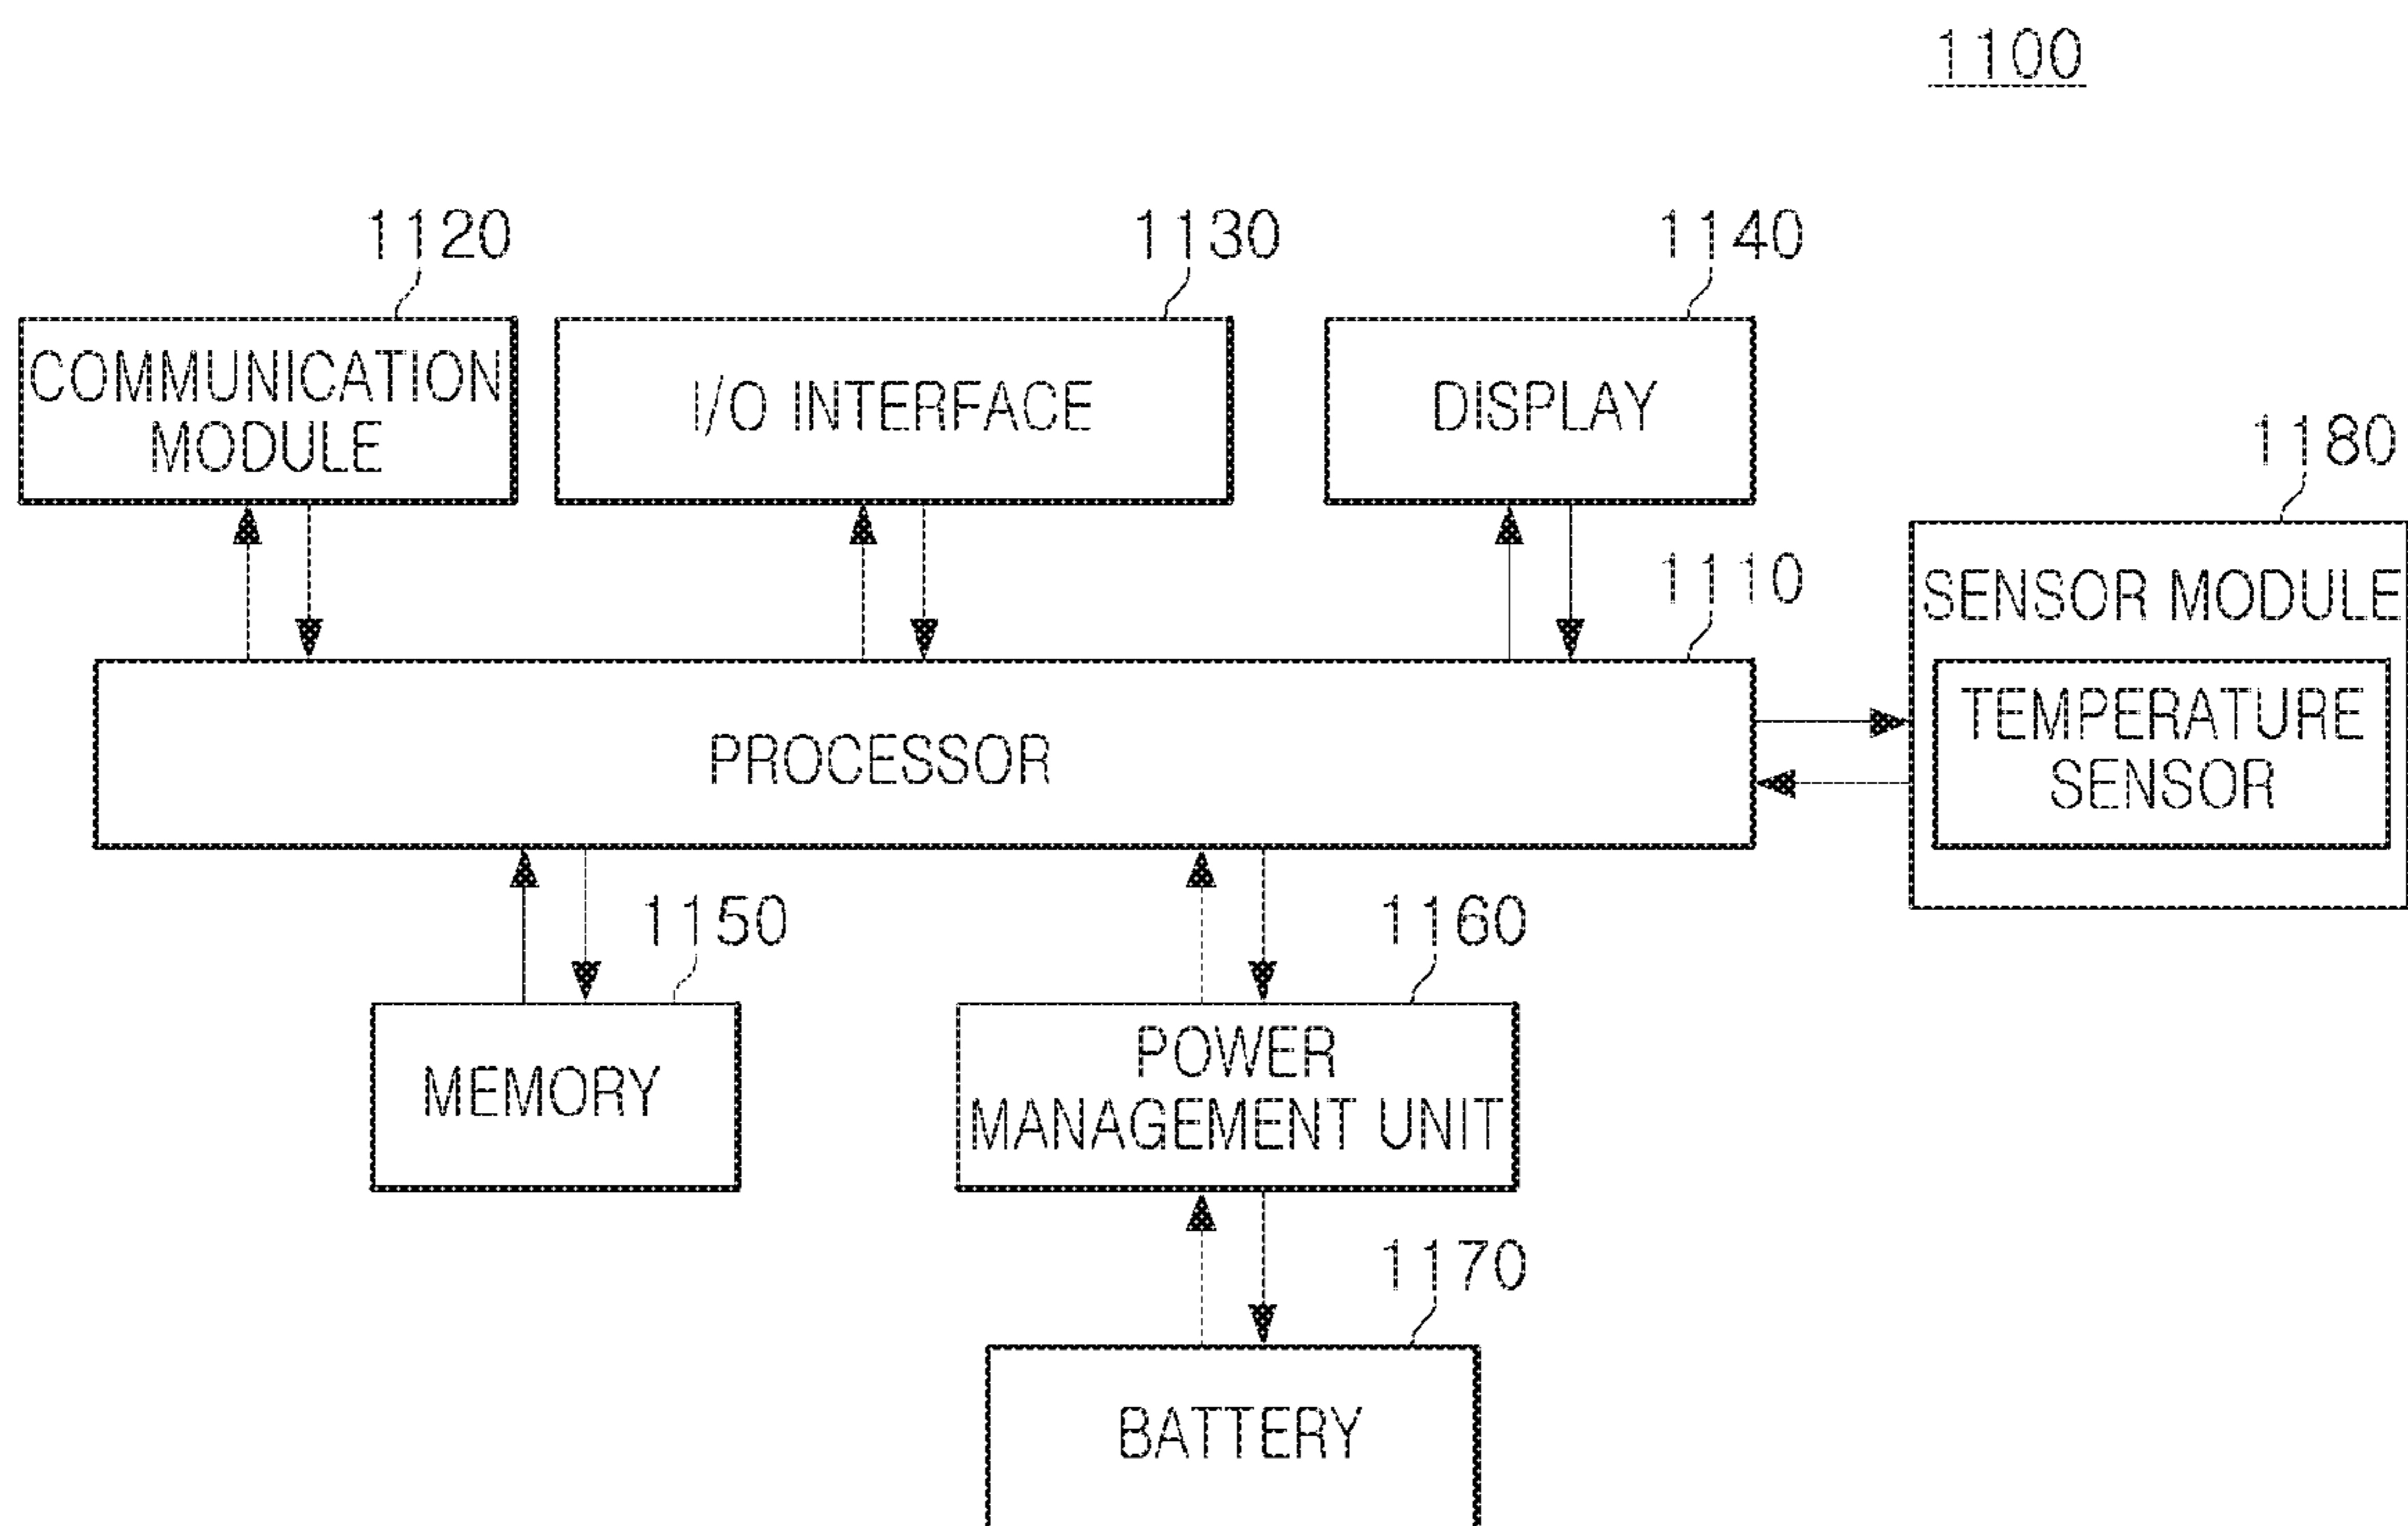 1100
1120
1130
1140
COMMUNICATION
MODULE
I/O INTERFACE
DISPLAY
1180
1110
SENSOR MODULE
PROCESSOR
TEMPERATURE
SENSOR
1150
1160
MEMORY
POWER
MANAGEMENT UNIT
1170
BATTERY